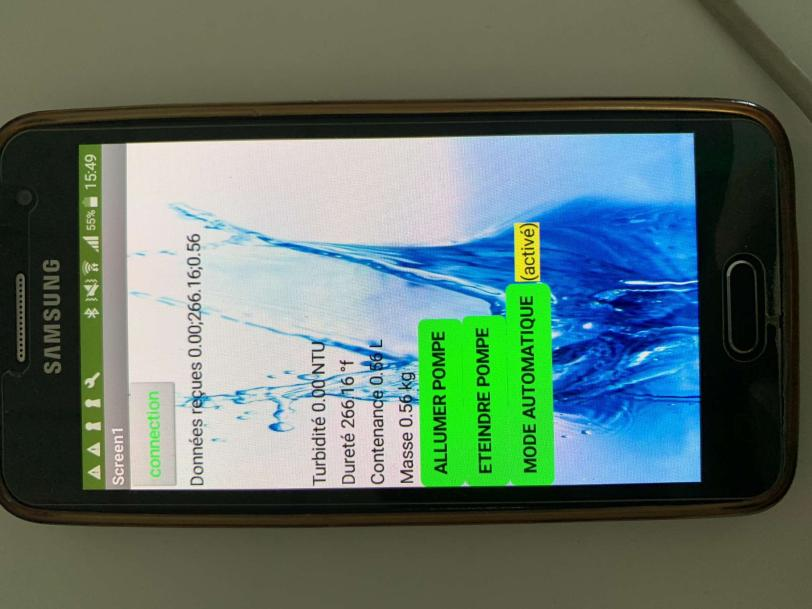 SAMSUNG
55% 15:49
Screen1
connection
Données reçues 0.00;266.16;0.56
Turbidité 0.00 NTU
Dureté 266.16 °f
Contenance 0.56 L
Masse 0.56 kg
ALLUMER POMPE
ETEINDRE POMPE
MODE AUTOMATIQUE (activé)